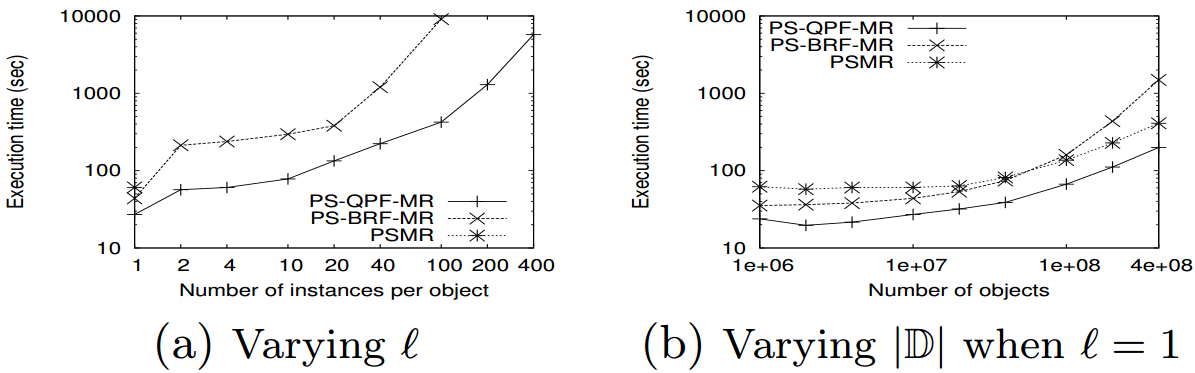 10000
1000
100
10
Execution time (sec)
PS-QPF-MR
PS-BRF-MR
PSMR
1 2 4 10 20 40 100 200 400
Number of instances per object
(a) Varying ℓ
10000
1000
100
10
Execution time (sec)
PS-QPF-MR
PS-BRF-MR
PSMR
1e+06 1e+07 1e+08 4e+08
Number of objects
(b) Varying |𝔻| when ℓ = 1